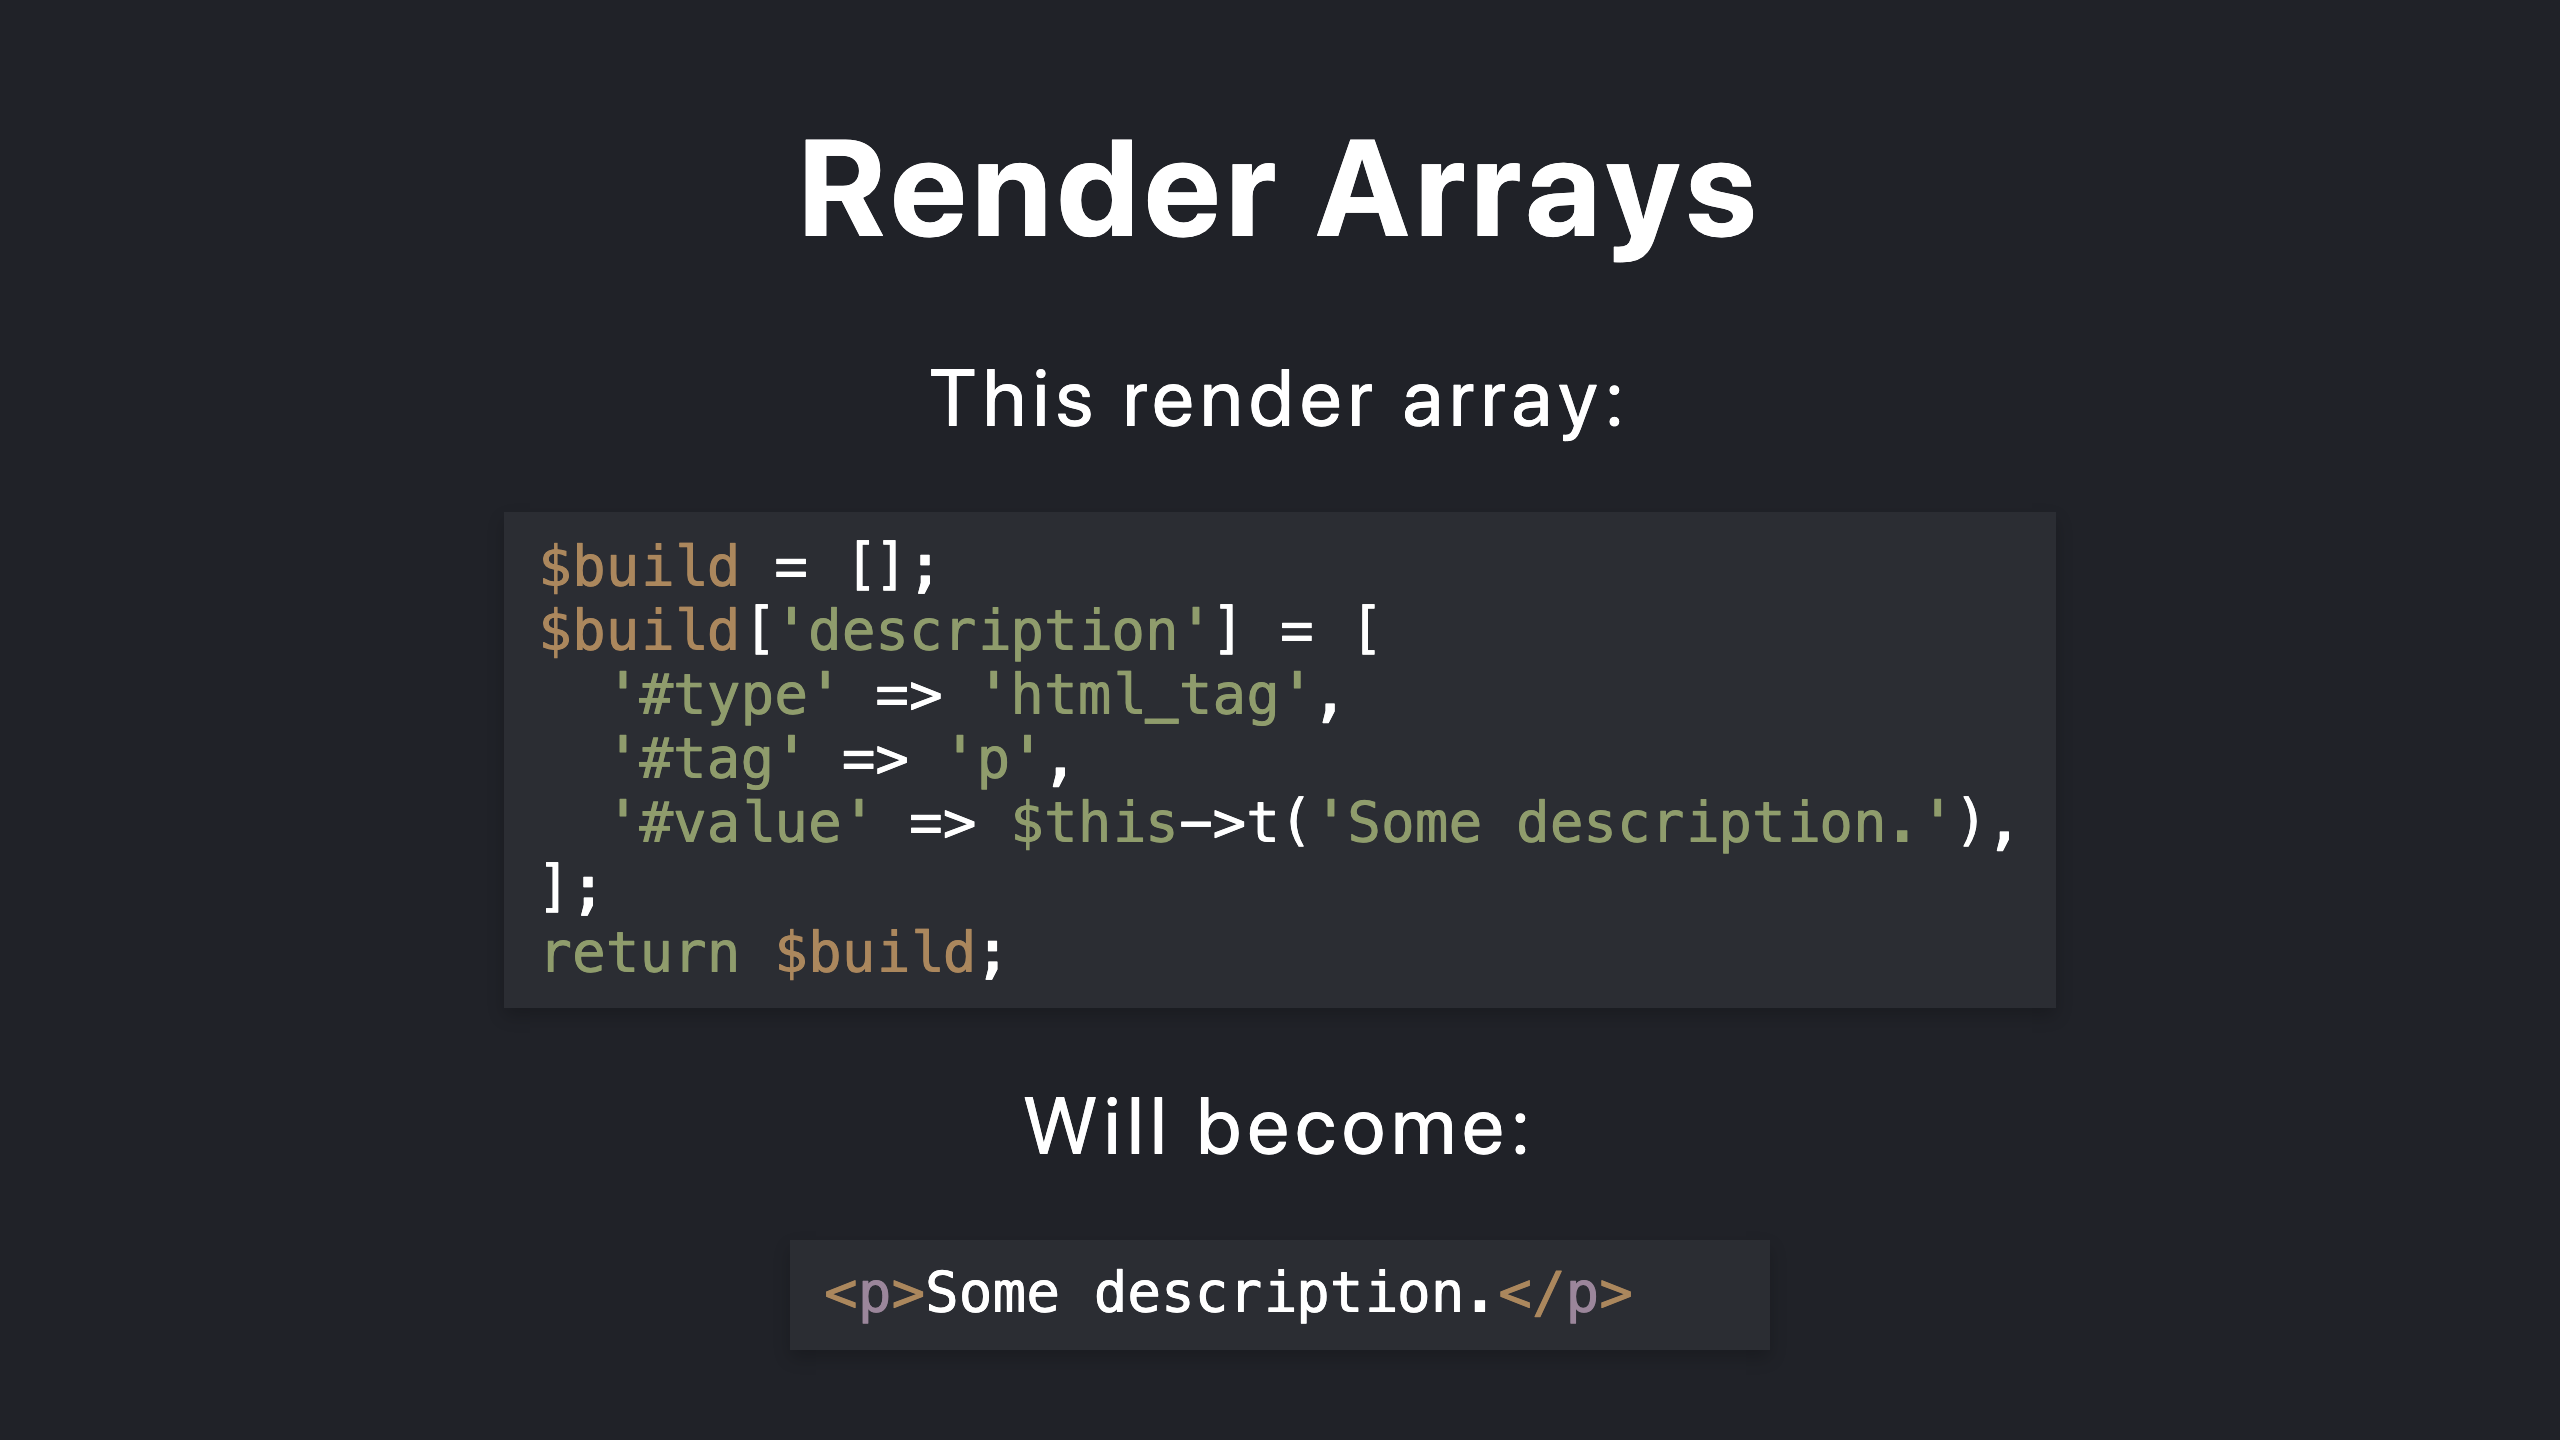 Render Arrays
This render array:
$build = [];
$build['description'] = [
  '#type' => 'html_tag',
  '#tag' => 'p',
  '#value' => $this->t('Some description.'),
];
return $build;
Will become:
<p>Some description.</p>